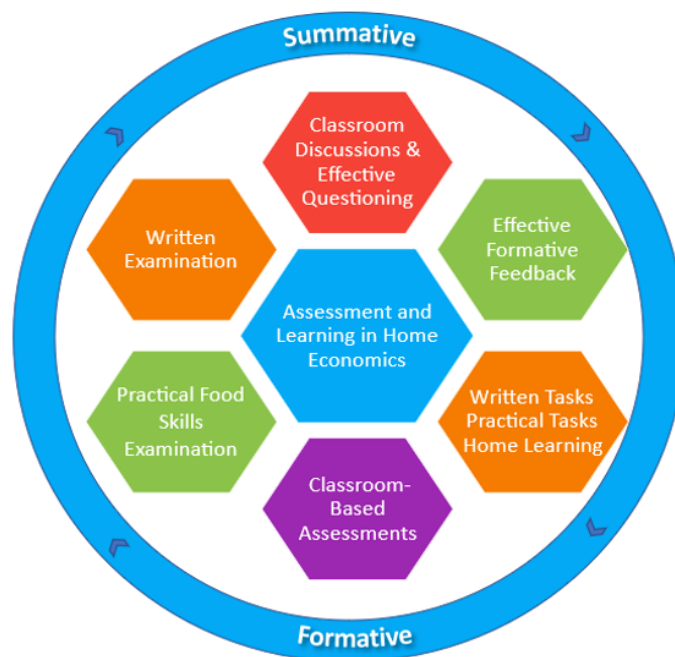 Summative
Classroom
Discussions &
Effective
Questioning
Written
Examination
Effective
Formative
Feedback
Assessment and
Learning in Home
Economics
Practical Food
Skills
Examination
Written Tasks
Practical Tasks
Home Learning
Classroom-
Based
Assessments
Formative